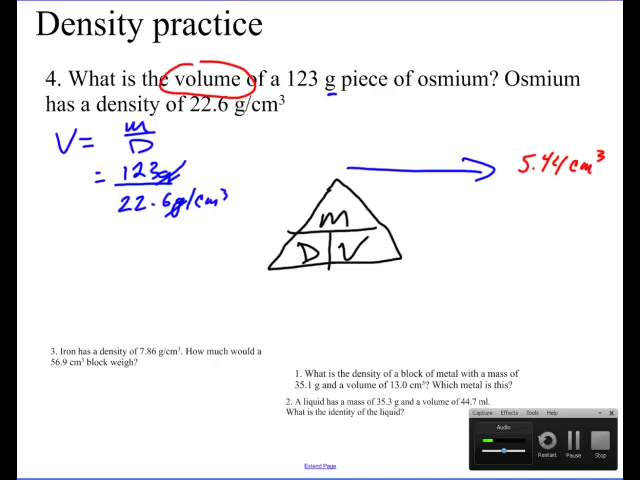 Density practice
4. What is the volume of a 123 g piece of osmium? Osmium
has a density of 22.6 g/cm³
V = m
D
= 123g
22.6g/cm³
5.44cm³
m
D V
3. Iron has a density of 7.86 g/cm³. How much would a
56.9 cm³ block weigh?
1. What is the density of a block of metal with a mass of
35.1 g and a volume of 13.0 cm³? Which metal is this?
2. A liquid has a mass of 35.3 g and a volume of 44.7 ml.
What is the identity of the liquid?
Capture Effects Tools Help
Audio
Restart Pause Stop
Extend Page